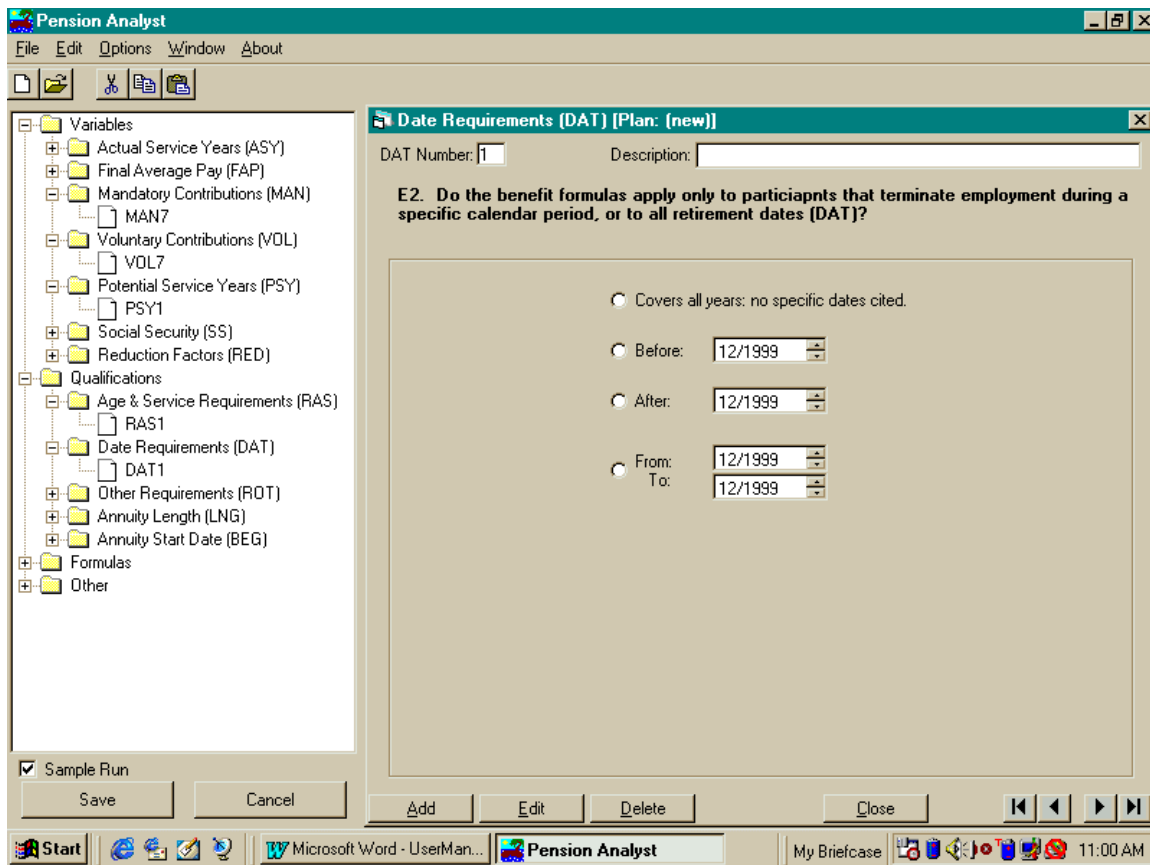 Pension Analyst
File Edit Options Window About
Variables
Actual Service Years (ASY)
Final Average Pay (FAP)
Mandatory Contributions (MAN)
MAN7
Voluntary Contributions (VOL)
VOL7
Potential Service Years (PSY)
PSY1
Social Security (SS)
Reduction Factors (RED)
Qualifications
Age & Service Requirements (RAS)
RAS1
Date Requirements (DAT)
DAT1
Other Requirements (ROT)
Annuity Length (LNG)
Annuity Start Date (BEG)
Formulas
Other
Sample Run
Save Cancel
Date Requirements (DAT) [Plan: (new)]
DAT Number: 1 Description:
E2. Do the benefit formulas apply only to particiapnts that terminate employment during a
specific calendar period, or to all retirement dates (DAT)?
Covers all years: no specific dates cited.
Before: 12/1999
After: 12/1999
From: 12/1999
To: 12/1999
Add Edit Delete Close
Start Microsoft Word - UserMan... Pension Analyst My Briefcase 11:00 AM